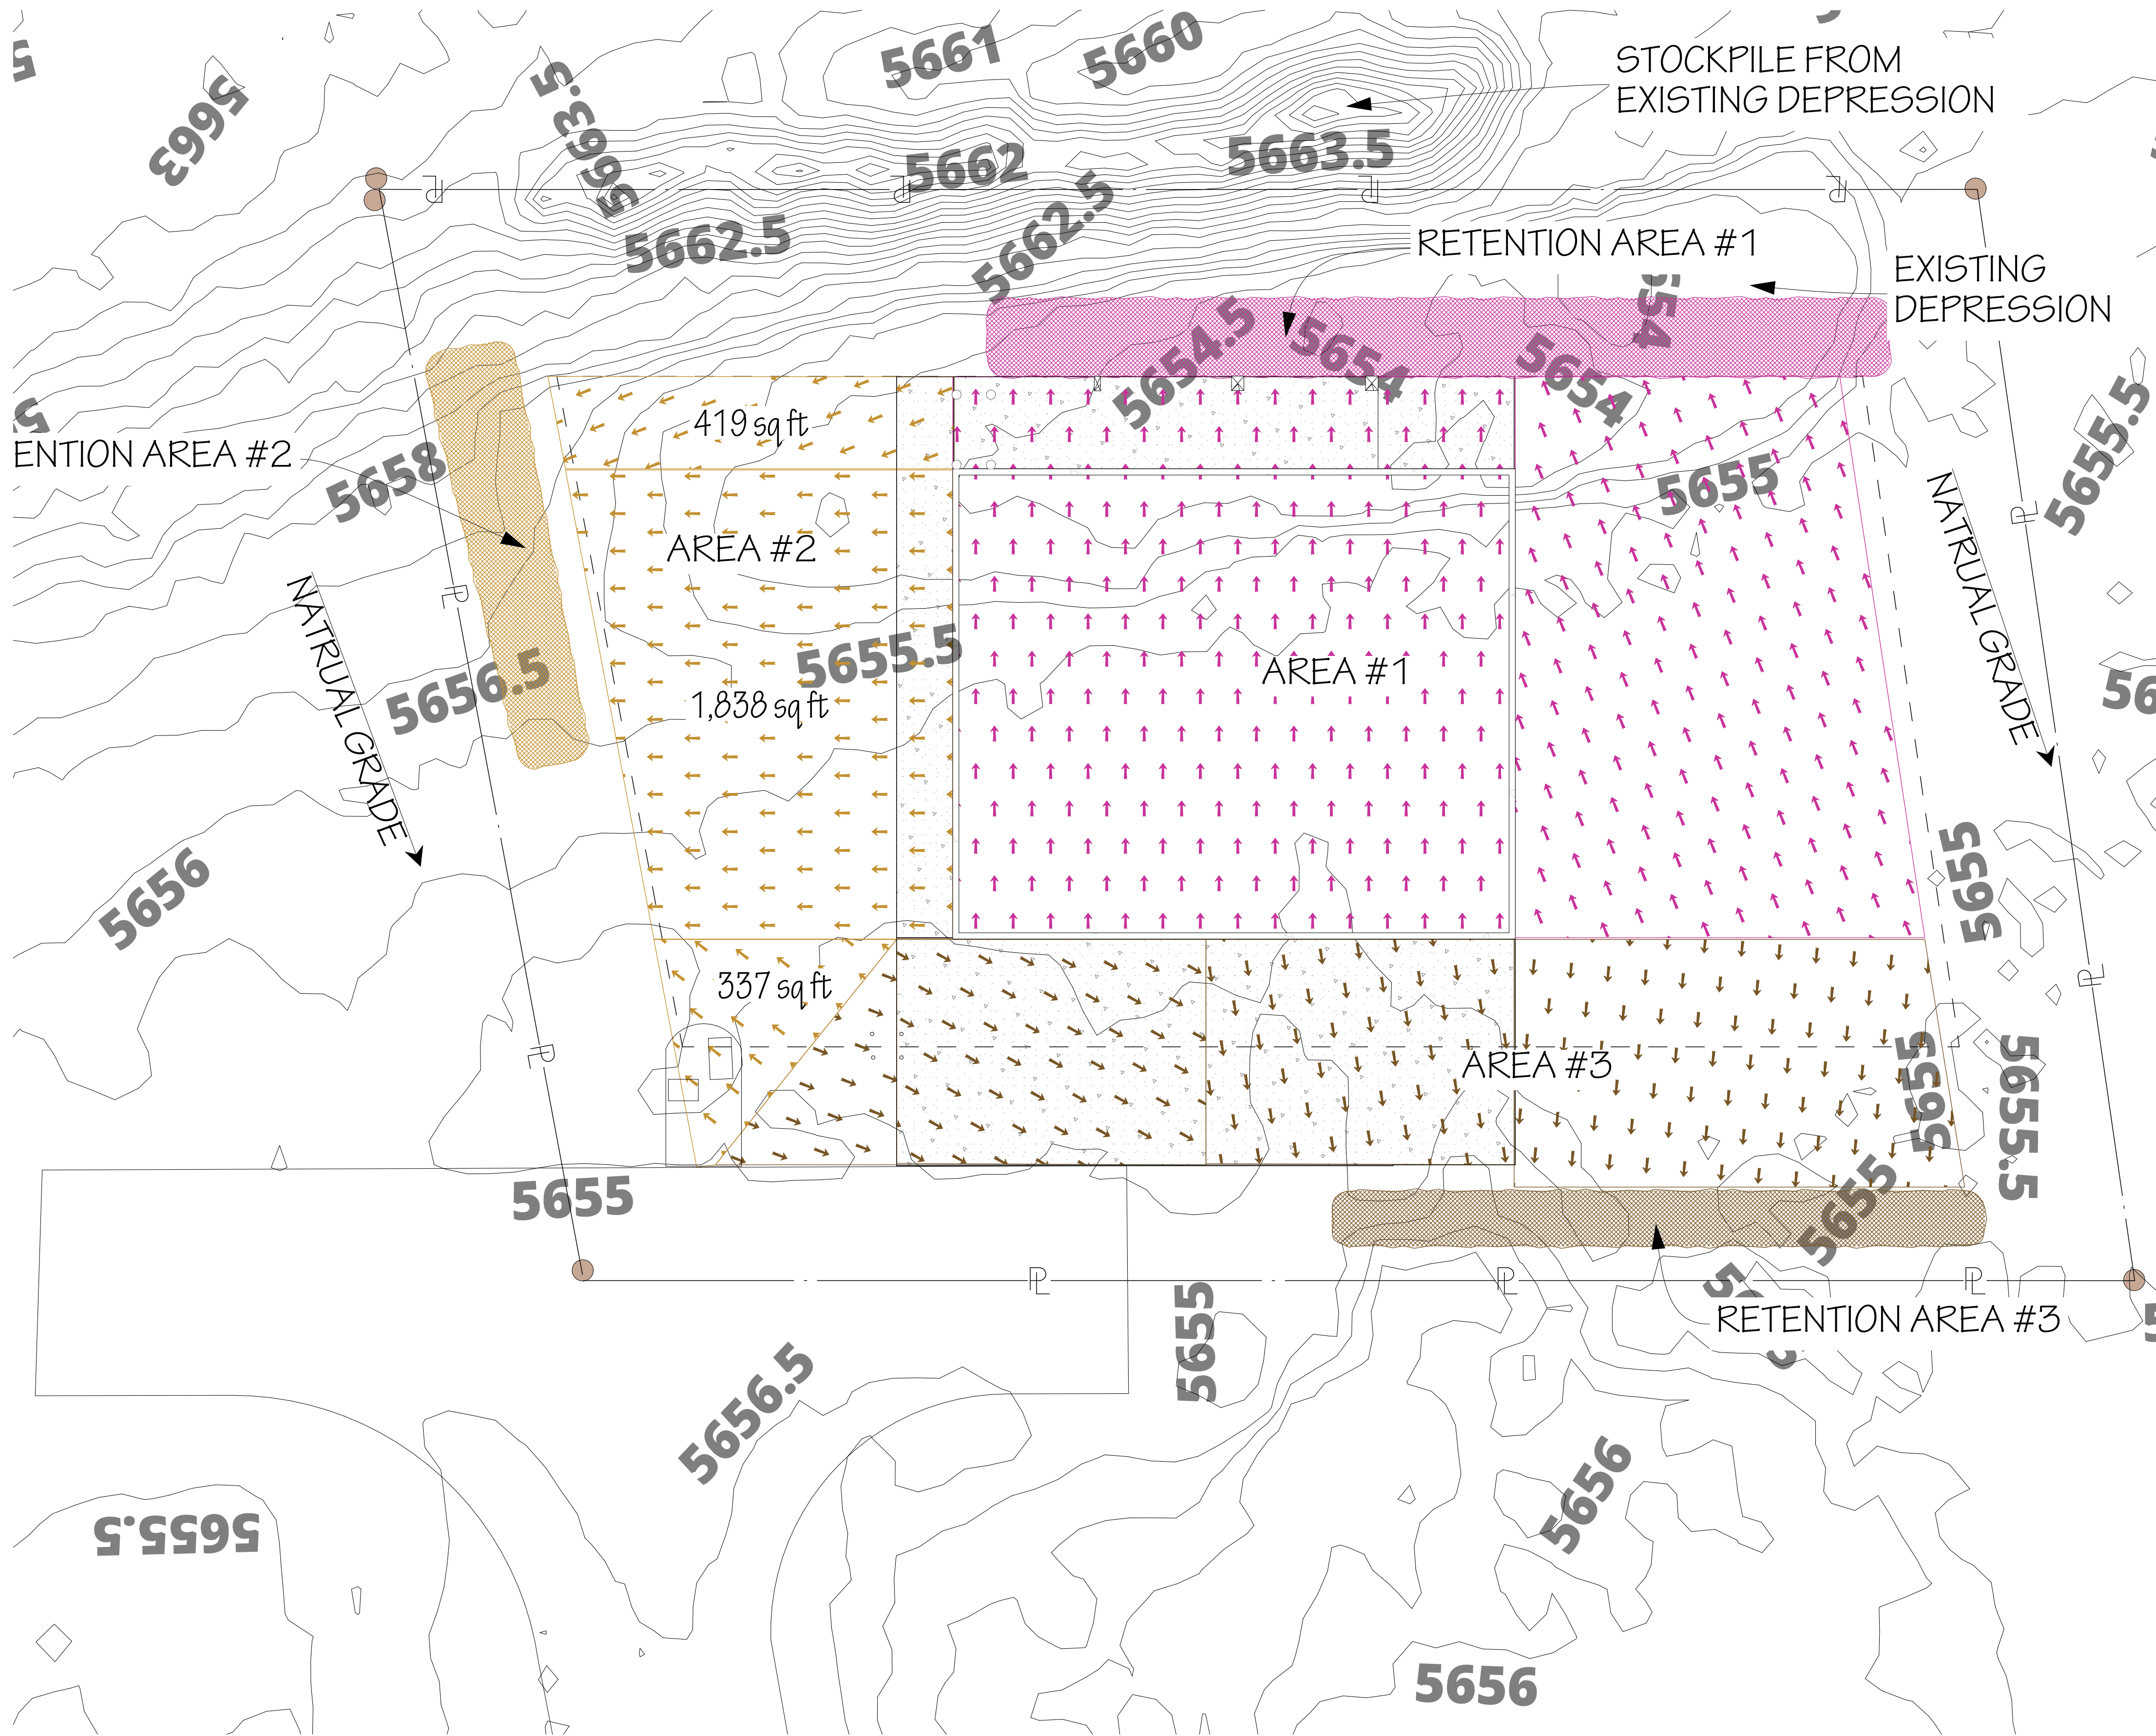 5661
5660
STOCKPILE FROM
EXISTING DEPRESSION
5663
5663.5
5662
5663.5
5662.5
5662.5
RETENTION AREA #1
EXISTING
DEPRESSION
5654.5
5654
5654
419 sq ft
ENTION AREA #2
5658
5655
5655.5
AREA #2
NATRUAL GRADE
NATRUAL GRADE
5655.5
AREA #1
5656.5
1,838 sq ft
5656
5655
337 sq ft
AREA #3
5656
5655.5
5655
5655
RETENTION AREA #3
5655
5656.5
5656
5655.5
5656